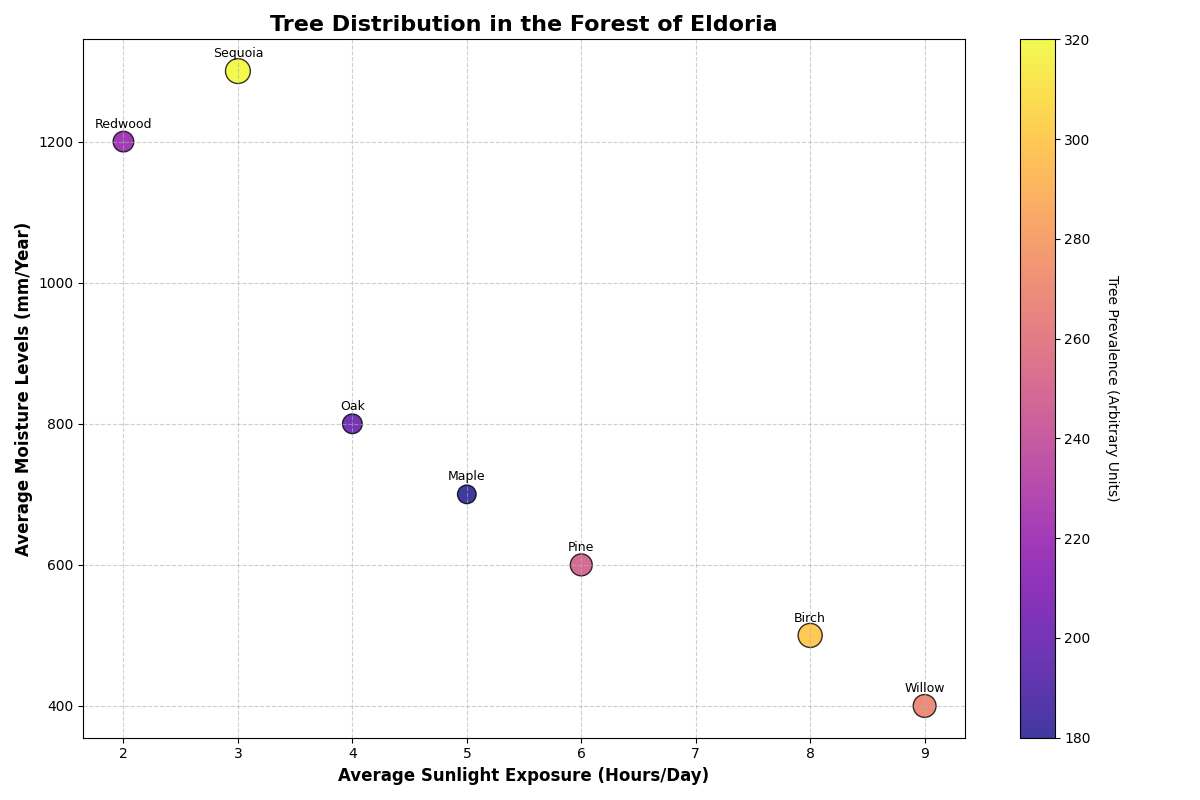 Tree Distribution in the Forest of Eldoria
Sequoia
Redwood
Oak
Maple
Pine
Birch
Willow
1200
1000
800
600
400
Average Moisture Levels (mm/Year)
2 3 4 5 6 7 8 9
Average Sunlight Exposure (Hours/Day)
320
300
280
260
240
220
200
180
Tree Prevalence (Arbitrary Units)